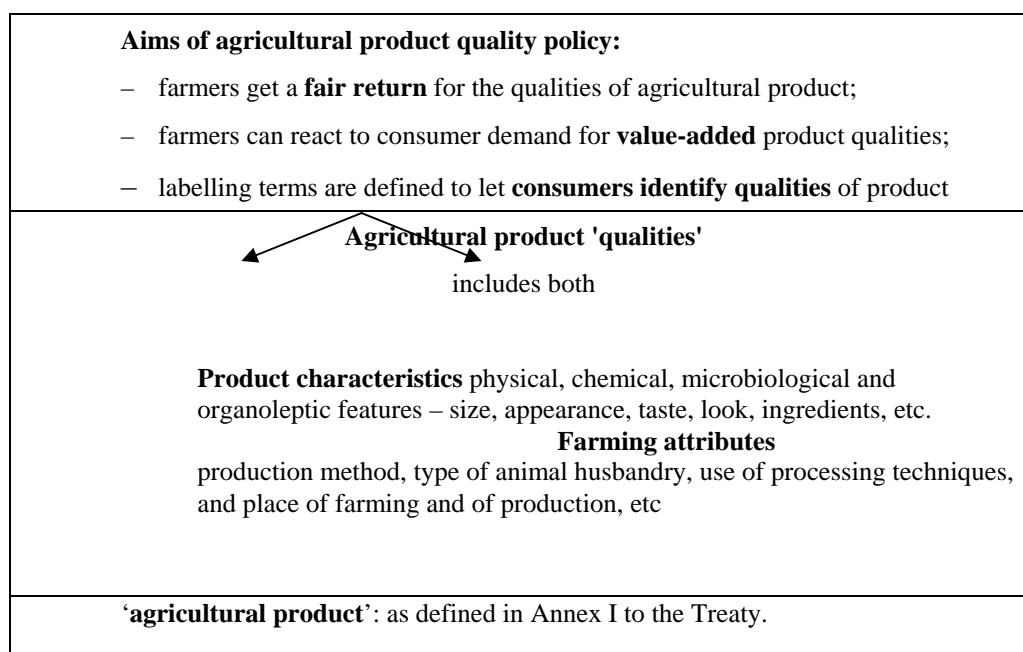 Aims of agricultural product quality policy:
– farmers get a fair return for the qualities of agricultural product;
– farmers can react to consumer demand for value-added product qualities;
– labelling terms are defined to let consumers identify qualities of product
Agricultural product 'qualities'
includes both
Product characteristics physical, chemical, microbiological and
organoleptic features – size, appearance, taste, look, ingredients, etc.
Farming attributes
production method, type of animal husbandry, use of processing techniques,
and place of farming and of production, etc
‘agricultural product’: as defined in Annex I to the Treaty.